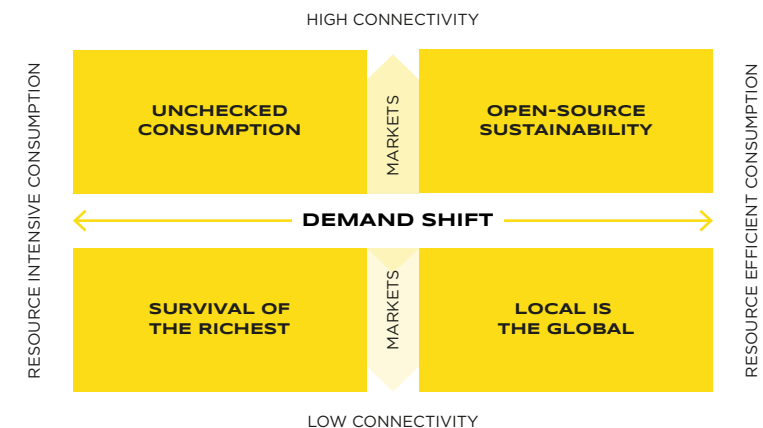 HIGH CONNECTIVITY
RESOURCE INTENSIVE CONSUMPTION
UNCHECKED
CONSUMPTION
MARKETS
OPEN-SOURCE
SUSTAINABILITY
RESOURCE EFFICIENT CONSUMPTION
DEMAND SHIFT
SURVIVAL OF
THE RICHEST
MARKETS
LOCAL IS
THE GLOBAL
LOW CONNECTIVITY